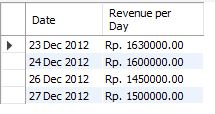 Date Revenue per
Day
23 Dec 2012 Rp. 1630000.00
24 Dec 2012 Rp. 1600000.00
26 Dec 2012 Rp. 1450000.00
27 Dec 2012 Rp. 1500000.00